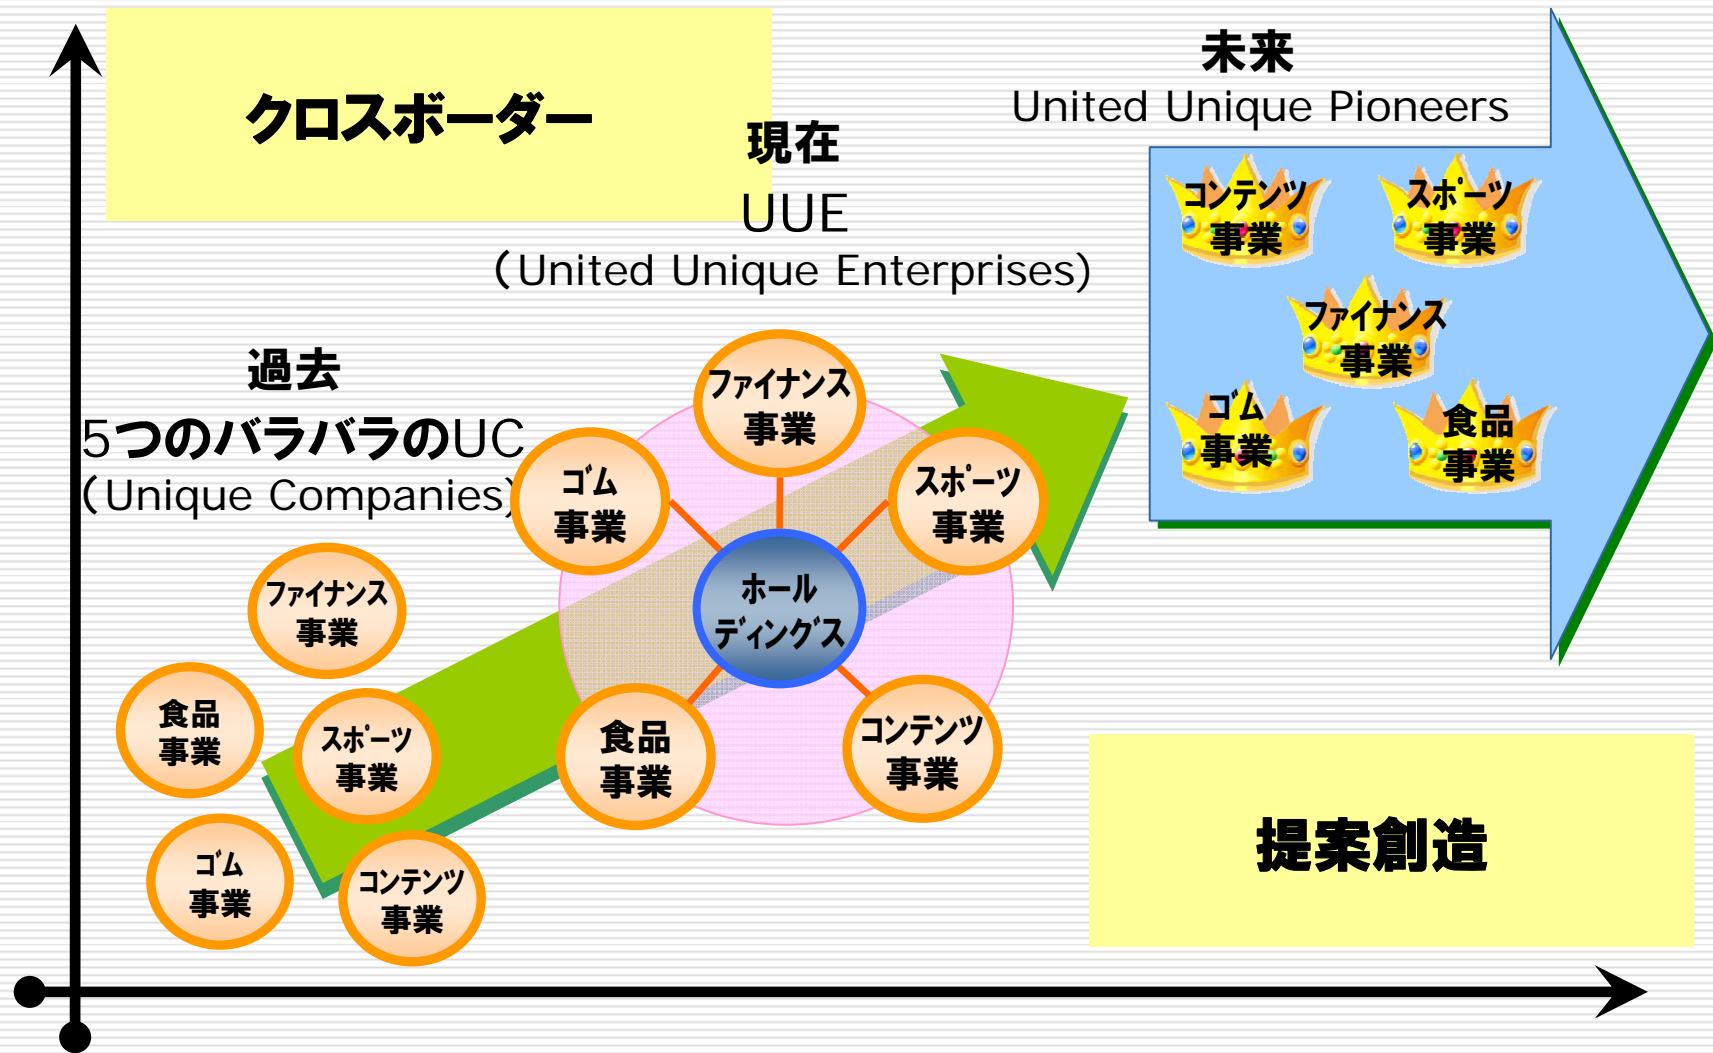 クロスボーダー
未来
United Unique Pioneers
現在
UUE
（United Unique Enterprises)
過去
5つのバラバラのUC
（Unique Companies)
コンテンツ
事業
スポーツ
事業
ファイナンス
事業
ゴム
事業
食品
事業
ファイナンス
事業
ゴム
事業
スポーツ
事業
ホール
ディングス
食品
事業
コンテンツ
事業
ファイナンス
事業
食品
事業
スポーツ
事業
ゴム
事業
コンテンツ
事業
提案創造